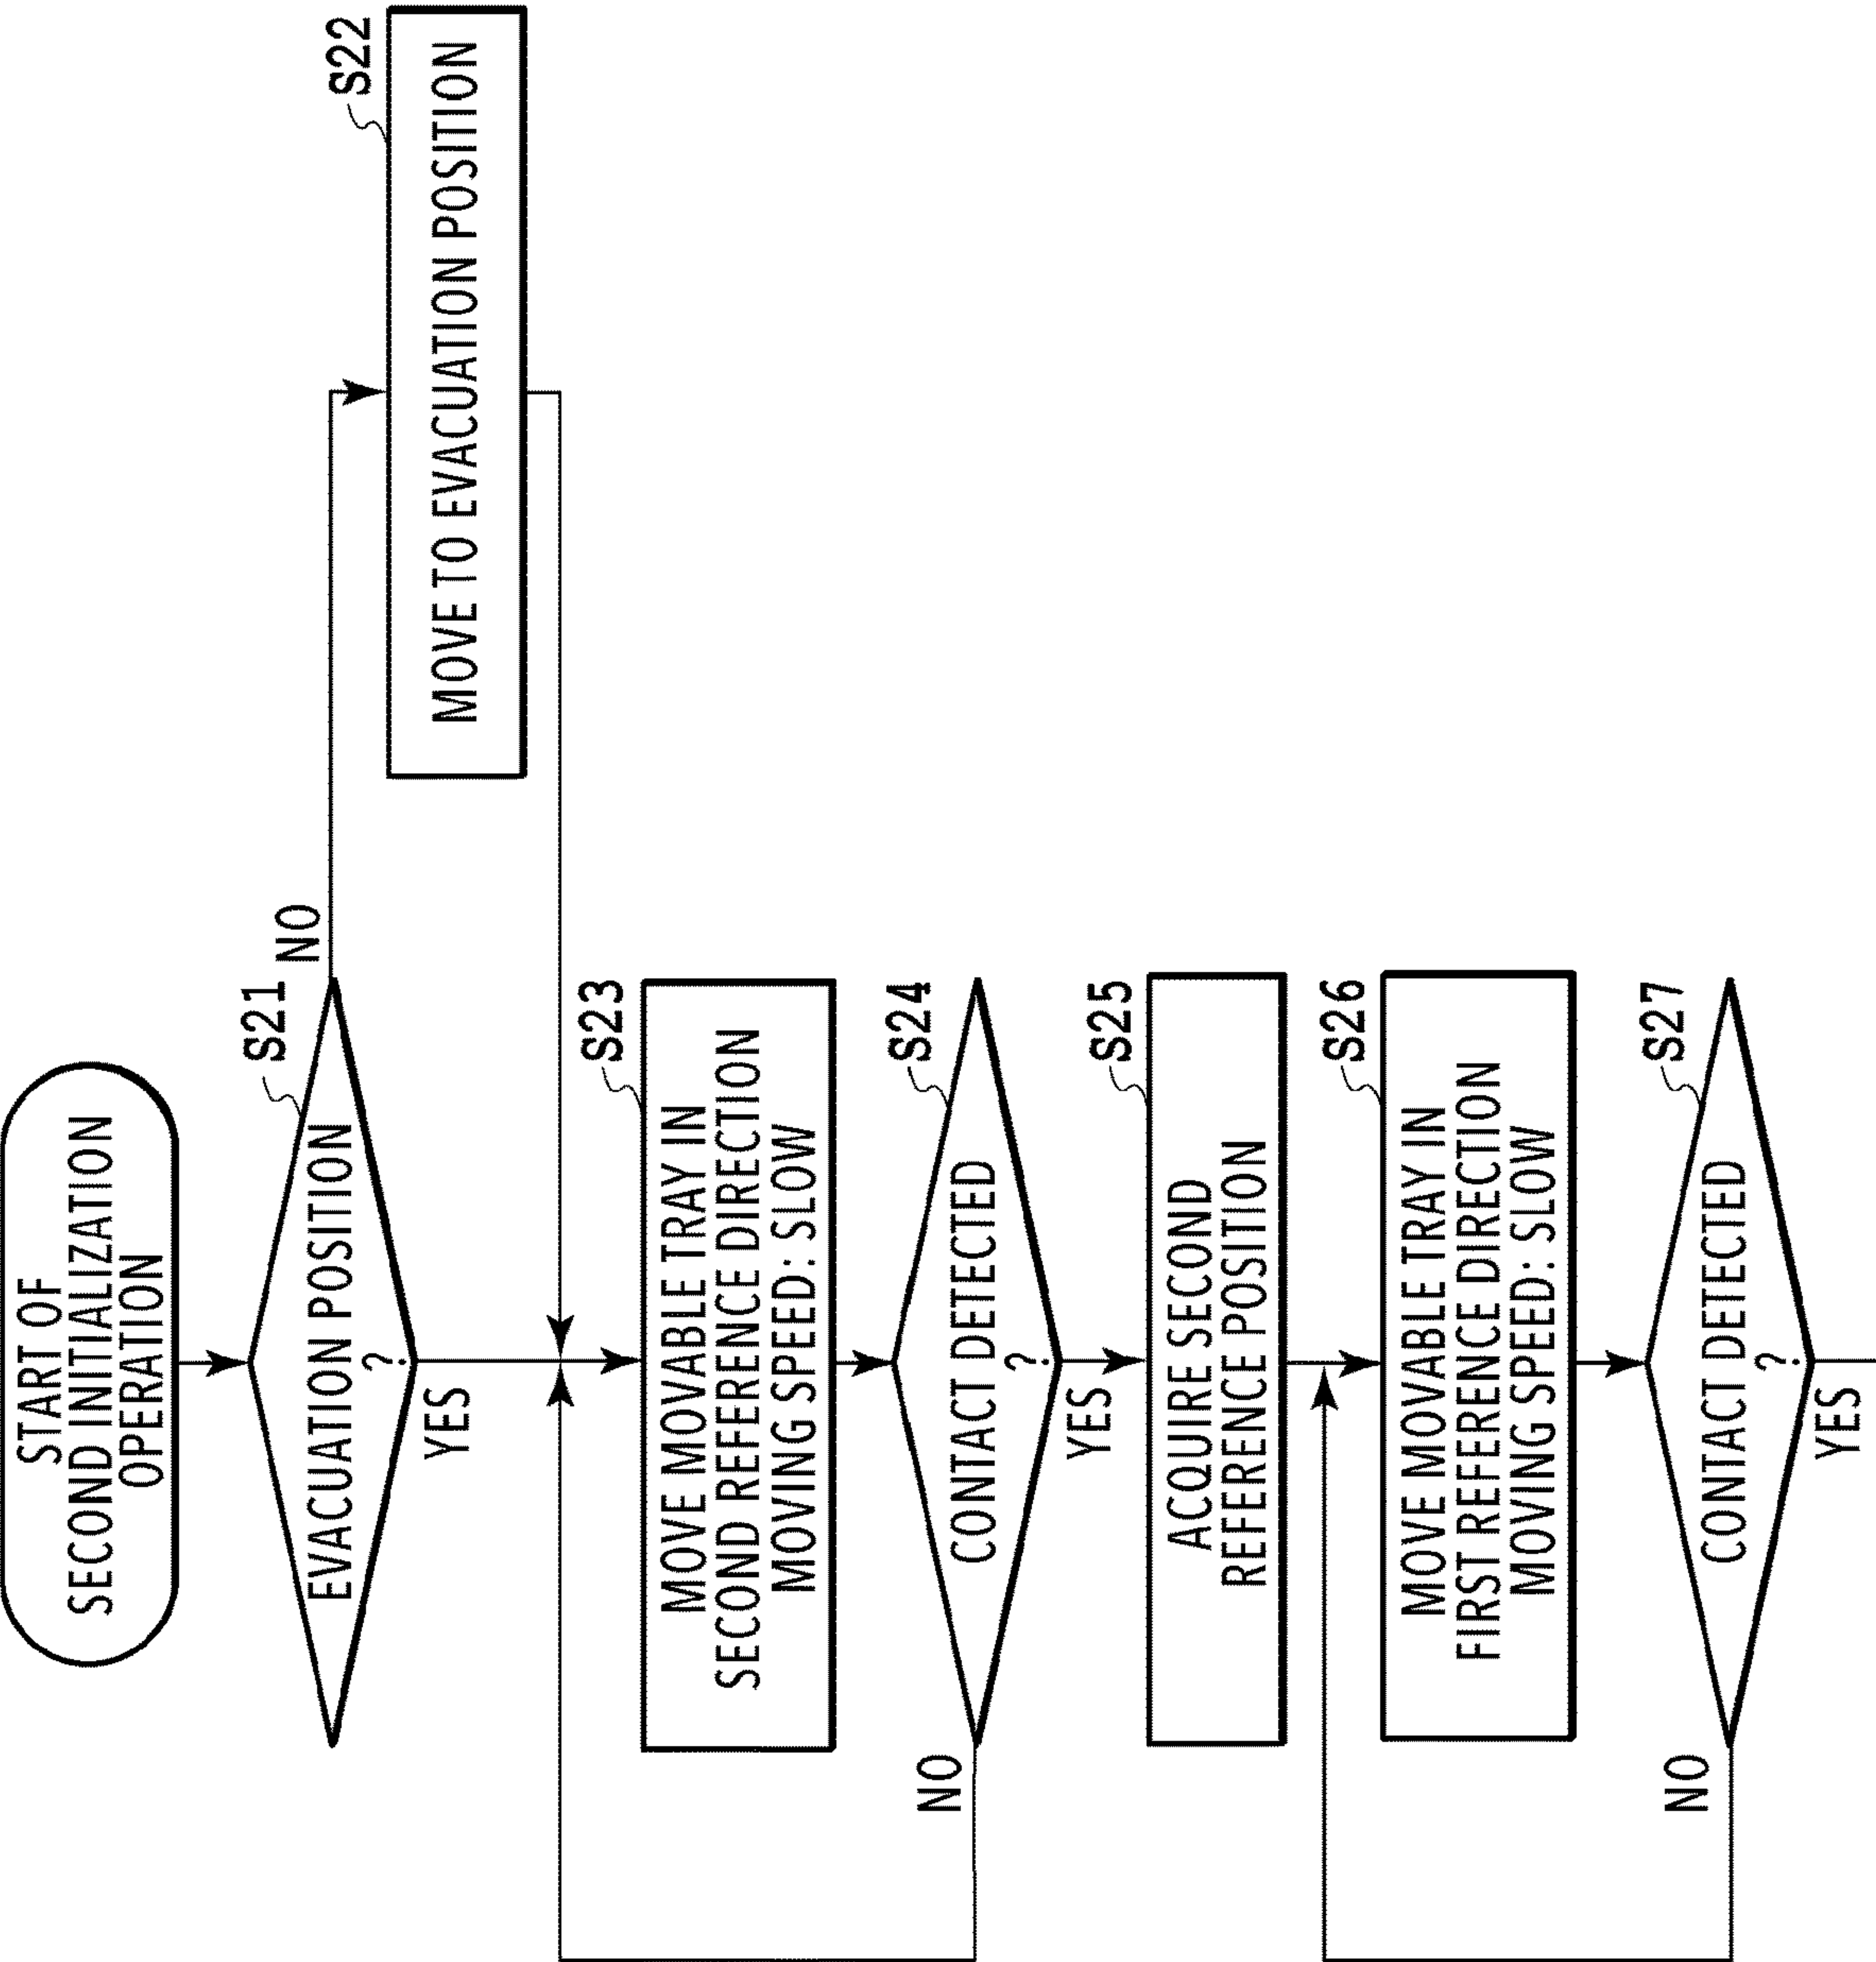 START OF
SECOND INITIALIZATION
OPERATION
S21
EVACUATION POSITION
?
NO
YES
S22
MOVE TO EVACUATION POSITION
S23
MOVE MOVABLE TRAY IN
SECOND REFERENCE DIRECTION
MOVING SPEED: SLOW
S24
CONTACT DETECTED
?
NO
YES
S25
ACQUIRE SECOND
REFERENCE POSITION
S26
MOVE MOVABLE TRAY IN
FIRST REFERENCE DIRECTION
MOVING SPEED: SLOW
S27
CONTACT DETECTED
?
NO
YES